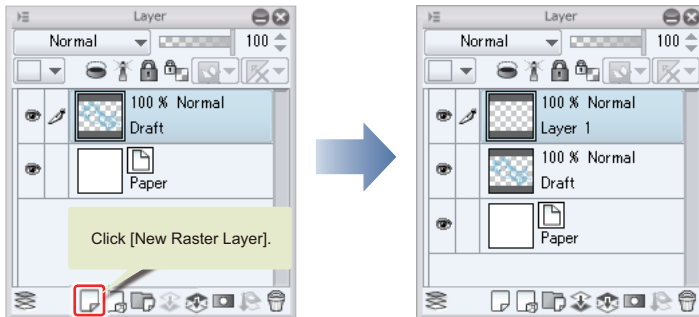 Layer
Normal 100
100 % Normal
Draft
Paper
Click [New Raster Layer].
Layer
Normal 100
100 % Normal
Layer 1
100 % Normal
Draft
Paper